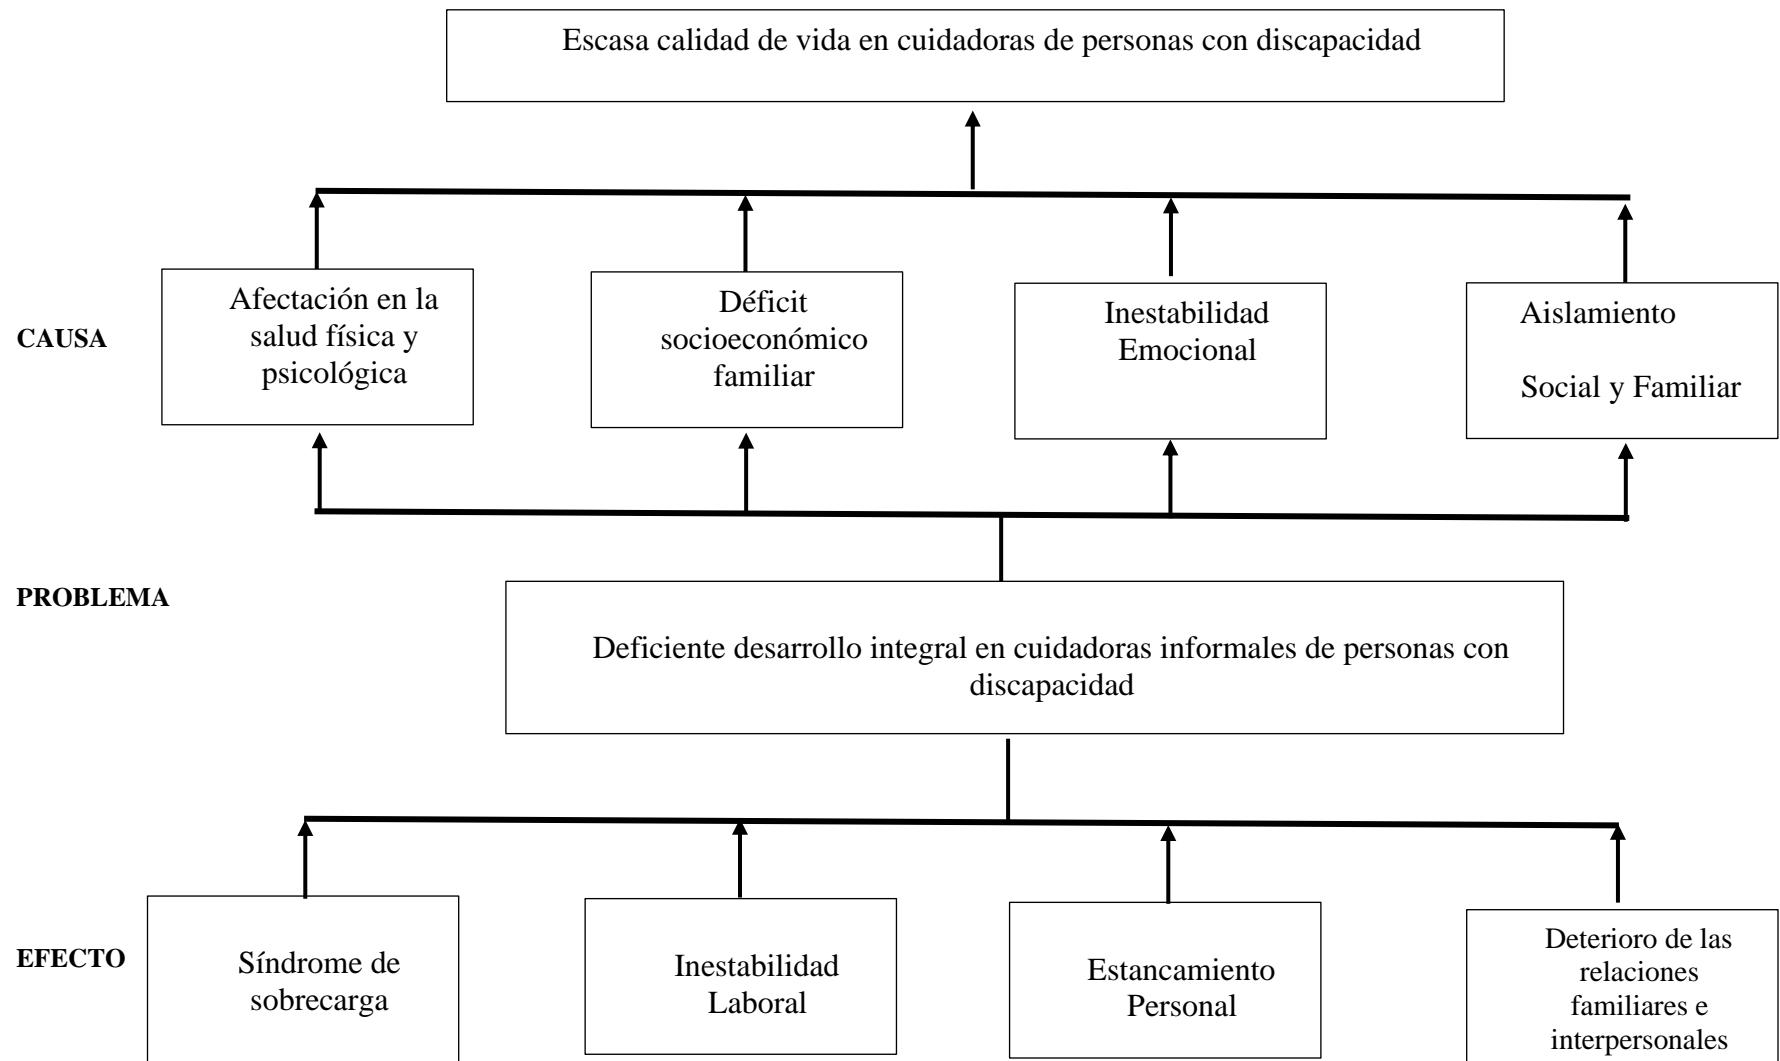 Escasa calidad de vida en cuidadoras de personas con discapacidad
CAUSA
Afectación en la
salud física y
psicológica
Déficit
socioeconómico
familiar
Inestabilidad
Emocional
Aislamiento
Social y Familiar
PROBLEMA
Deficiente desarrollo integral en cuidadoras informales de personas con
discapacidad
EFECTO
Síndrome de
sobrecarga
Inestabilidad
Laboral
Estancamiento
Personal
Deterioro de las
relaciones
familiares e
interpersonales